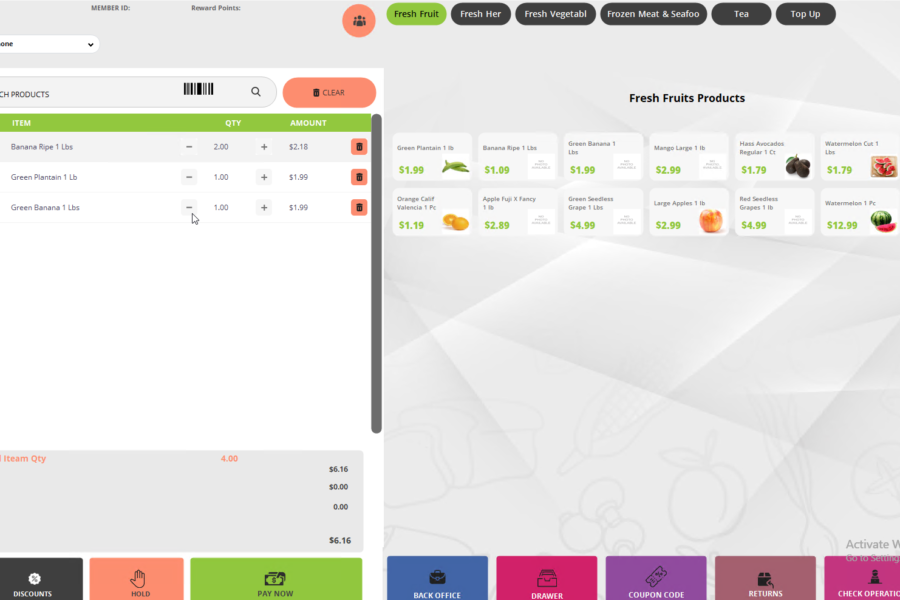 MEMBER ID:
Reward Points:
one
CH PRODUCTS
CLEAR
ITEM QTY AMOUNT
Banana Ripe 1 Lbs − 2.00 + $2.18
Green Plantain 1 Lb − 1.00 + $1.99
Green Banana 1 Lbs − 1.00 + $1.99
l Iteam Qty 4.00
$6.16
$0.00
0.00
$6.16
DISCOUNTS
HOLD
PAY NOW
Fresh Fruit
Fresh Her
Fresh Vegetabl
Frozen Meat & Seafoo
Tea
Top Up
Fresh Fruits Products
Green Plantain 1 lb
$1.99
Banana Ripe 1 Lbs
$1.09
Green Banana 1
Lbs
$1.99
Mango Large 1 lb
$2.99
Hass Avocados
Regular 1 Ct
$1.79
Watermelon Cut 1
Lbs
$1.79
Orange Calif
Valencia 1 Pc
$1.19
Apple Fuji X Fancy
1 lb
$2.89
Green Seedless
Grape 1 Lbs
$4.99
Large Apples 1 lb
$2.99
Red Seedless
Grapes 1 lb
$4.99
Watermelon 1 Pc
$12.99
Activate W
Go to Setting
BACK OFFICE
DRAWER
COUPON CODE
RETURNS
CHECK OPERATIO